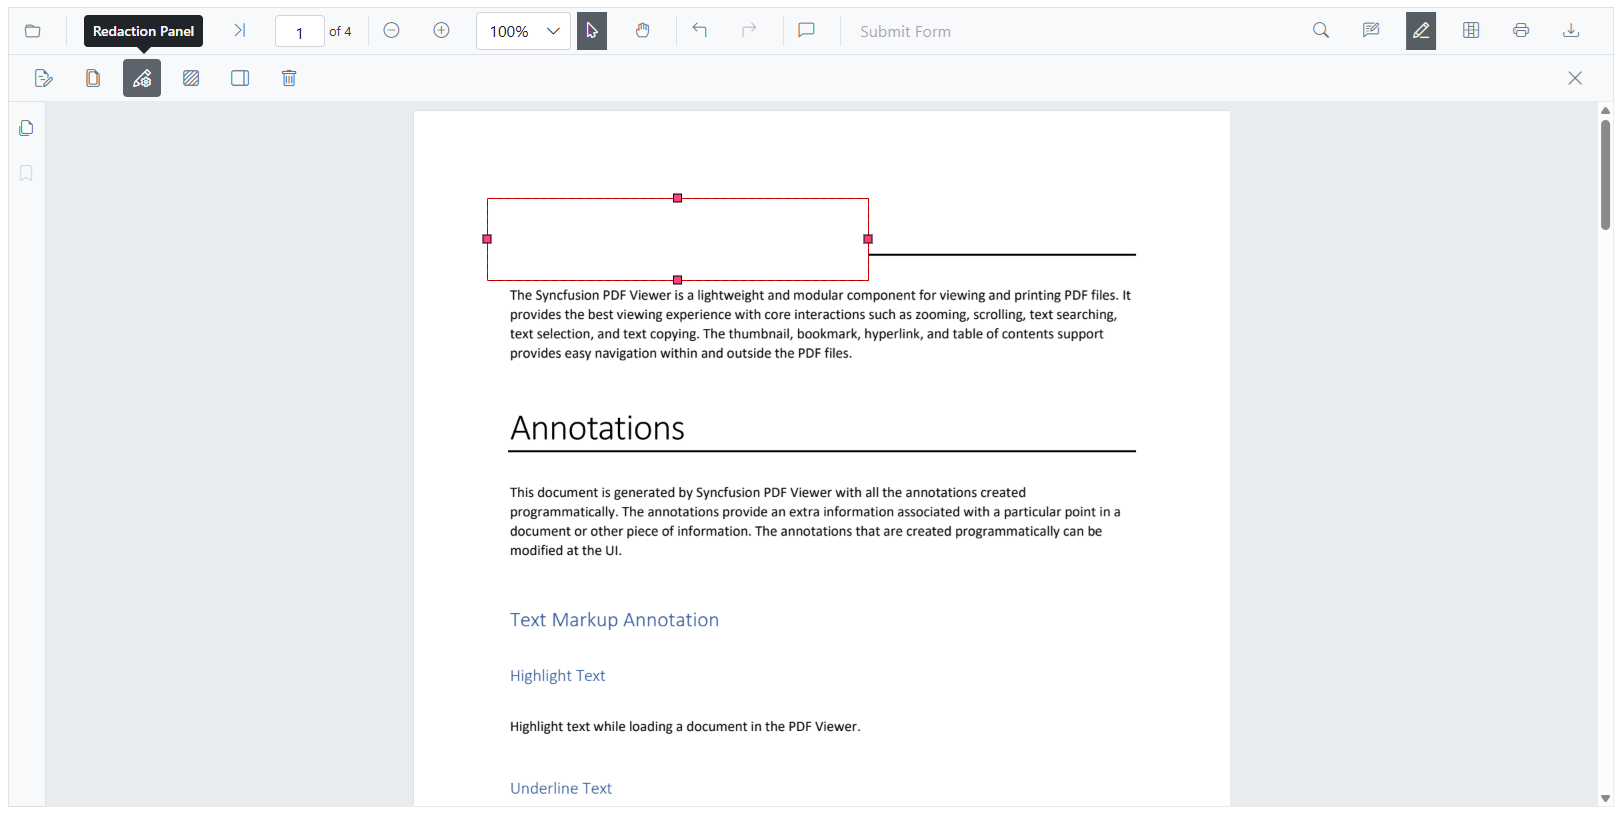 Redaction Panel
1 of 4
100%
Submit Form
The Syncfusion PDF Viewer is a lightweight and modular component for viewing and printing PDF files. It
provides the best viewing experience with core interactions such as zooming, scrolling, text searching,
text selection, and text copying. The thumbnail, bookmark, hyperlink, and table of contents support
provides easy navigation within and outside the PDF files.
Annotations
This document is generated by Syncfusion PDF Viewer with all the annotations created
programmatically. The annotations provide an extra information associated with a particular point in a
document or other piece of information. The annotations that are created programmatically can be
modified at the UI.
Text Markup Annotation
Highlight Text
Highlight text while loading a document in the PDF Viewer.
Underline Text